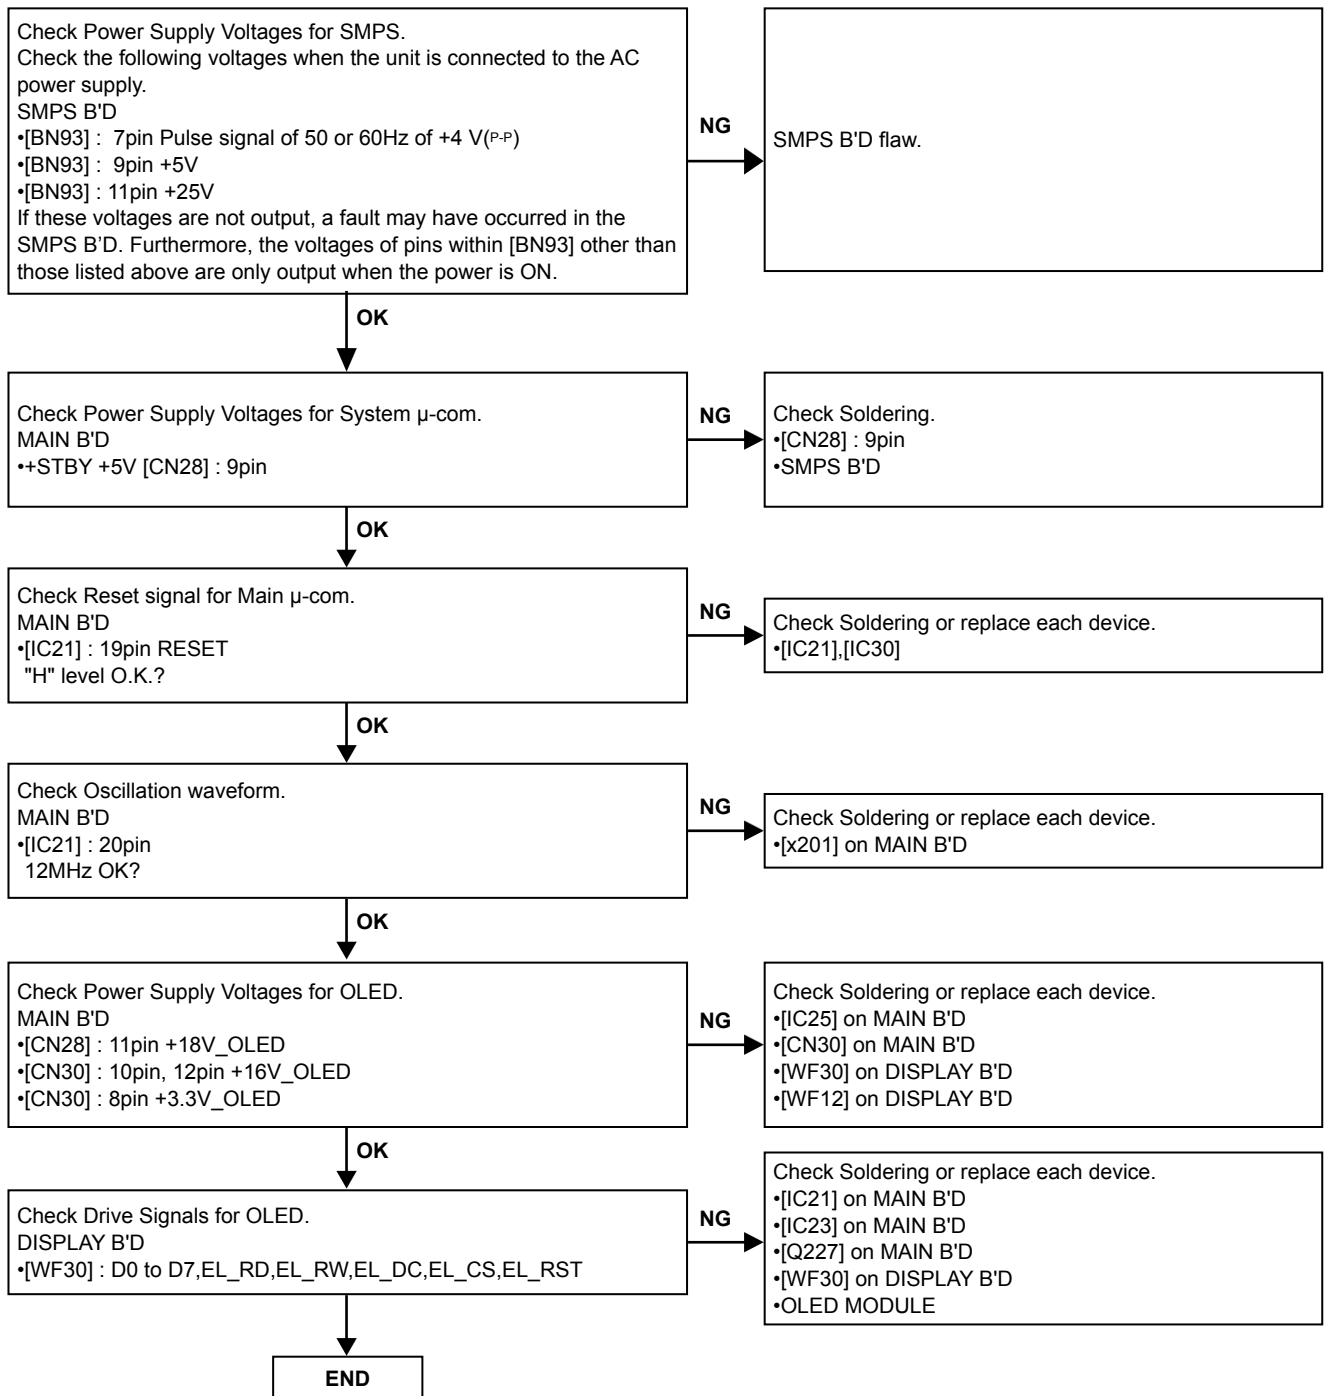 Check Power Supply Voltages for SMPS.
Check the following voltages when the unit is connected to the AC
power supply.
SMPS B'D
•[BN93] :  7pin Pulse signal of 50 or 60Hz of +4 V(P-P)
•[BN93] :  9pin +5V
•[BN93] : 11pin +25V
If these voltages are not output, a fault may have occurred in the
SMPS B’D. Furthermore, the voltages of pins within [BN93] other than
those listed above are only output when the power is ON.
NG
SMPS B'D flaw.
OK
Check Power Supply Voltages for System µ-com.
MAIN B'D
•+STBY +5V [CN28] : 9pin
NG
Check Soldering.
•[CN28] : 9pin
•SMPS B'D
OK
Check Reset signal for Main µ-com.
MAIN B'D
•[IC21] : 19pin RESET
"H" level O.K.?
NG
Check Soldering or replace each device.
•[IC21],[IC30]
OK
Check Oscillation waveform.
MAIN B'D
•[IC21] : 20pin
12MHz OK?
NG
Check Soldering or replace each device.
•[x201] on MAIN B'D
OK
Check Power Supply Voltages for OLED.
MAIN B'D
•[CN28] : 11pin +18V_OLED
•[CN30] : 10pin, 12pin +16V_OLED
•[CN30] : 8pin +3.3V_OLED
NG
Check Soldering or replace each device.
•[IC25] on MAIN B'D
•[CN30] on MAIN B'D
•[WF30] on DISPLAY B'D
•[WF12] on DISPLAY B'D
OK
Check Drive Signals for OLED.
DISPLAY B'D
•[WF30] : D0 to D7,EL_RD,EL_RW,EL_DC,EL_CS,EL_RST
NG
Check Soldering or replace each device.
•[IC21] on MAIN B'D
•[IC23] on MAIN B'D
•[Q227] on MAIN B'D
•[WF30] on DISPLAY B'D
•OLED MODULE
END